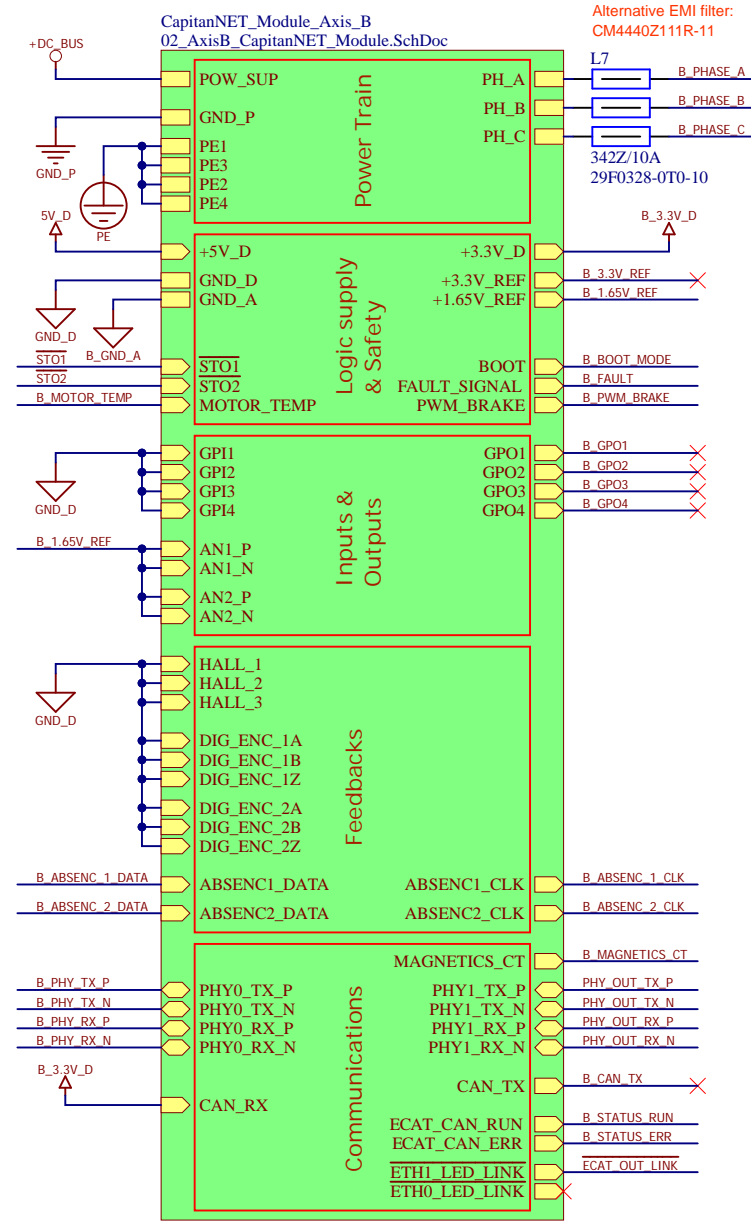 Alternative EMI filter:
CM4440Z111R-11
CapitanNET_Module_Axis_B
02_AxisB_CapitanNET_Module.SchDoc
+DC_BUS
POW_SUP
GND_P
GND_P
PE1
PE3
PE2
PE4
PE
Power Train
PH_A
PH_B
PH_C
L7
B_PHASE_A
B_PHASE_B
B_PHASE_C
342Z/10A
29F0328-0T0-10
5V_D
+5V_D
GND_D
GND_A
GND_D
B_GND_A
STO1
STO1
STO2
STO2
B_MOTOR_TEMP
MOTOR_TEMP
Logic supply
& Safety
B_3.3V_D
+3.3V_D
+3.3V_REF
B_3.3V_REF
+1.65V_REF
B_1.65V_REF
BOOT
B_BOOT_MODE
FAULT_SIGNAL
B_FAULT
PWM_BRAKE
B_PWM_BRAKE
GPI1
GPI2
GPI3
GPI4
GND_D
B_1.65V_REF
AN1_P
AN1_N
AN2_P
AN2_N
Inputs &
Outputs
GPO1
B_GPO1
GPO2
B_GPO2
GPO3
B_GPO3
GPO4
B_GPO4
HALL_1
HALL_2
HALL_3
GND_D
DIG_ENC_1A
DIG_ENC_1B
DIG_ENC_1Z
DIG_ENC_2A
DIG_ENC_2B
DIG_ENC_2Z
Feedbacks
B_ABSENC_1_DATA
ABSENC1_DATA
B_ABSENC_2_DATA
ABSENC2_DATA
ABSENC1_CLK
B_ABSENC_1_CLK
ABSENC2_CLK
B_ABSENC_2_CLK
MAGNETICS_CT
B_MAGNETICS_CT
B_PHY_TX_P
PHY0_TX_P
B_PHY_TX_N
PHY0_TX_N
B_PHY_RX_P
PHY0_RX_P
B_PHY_RX_N
PHY0_RX_N
Communications
PHY1_TX_P
PHY_OUT_TX_P
PHY1_TX_N
PHY_OUT_TX_N
PHY1_RX_P
PHY_OUT_RX_P
PHY1_RX_N
PHY_OUT_RX_N
B_3.3V_D
CAN_RX
CAN_TX
B_CAN_TX
ECAT_CAN_RUN
B_STATUS_RUN
ECAT_CAN_ERR
B_STATUS_ERR
ETH1_LED_LINK
ECAT_OUT_LINK
ETH0_LED_LINK